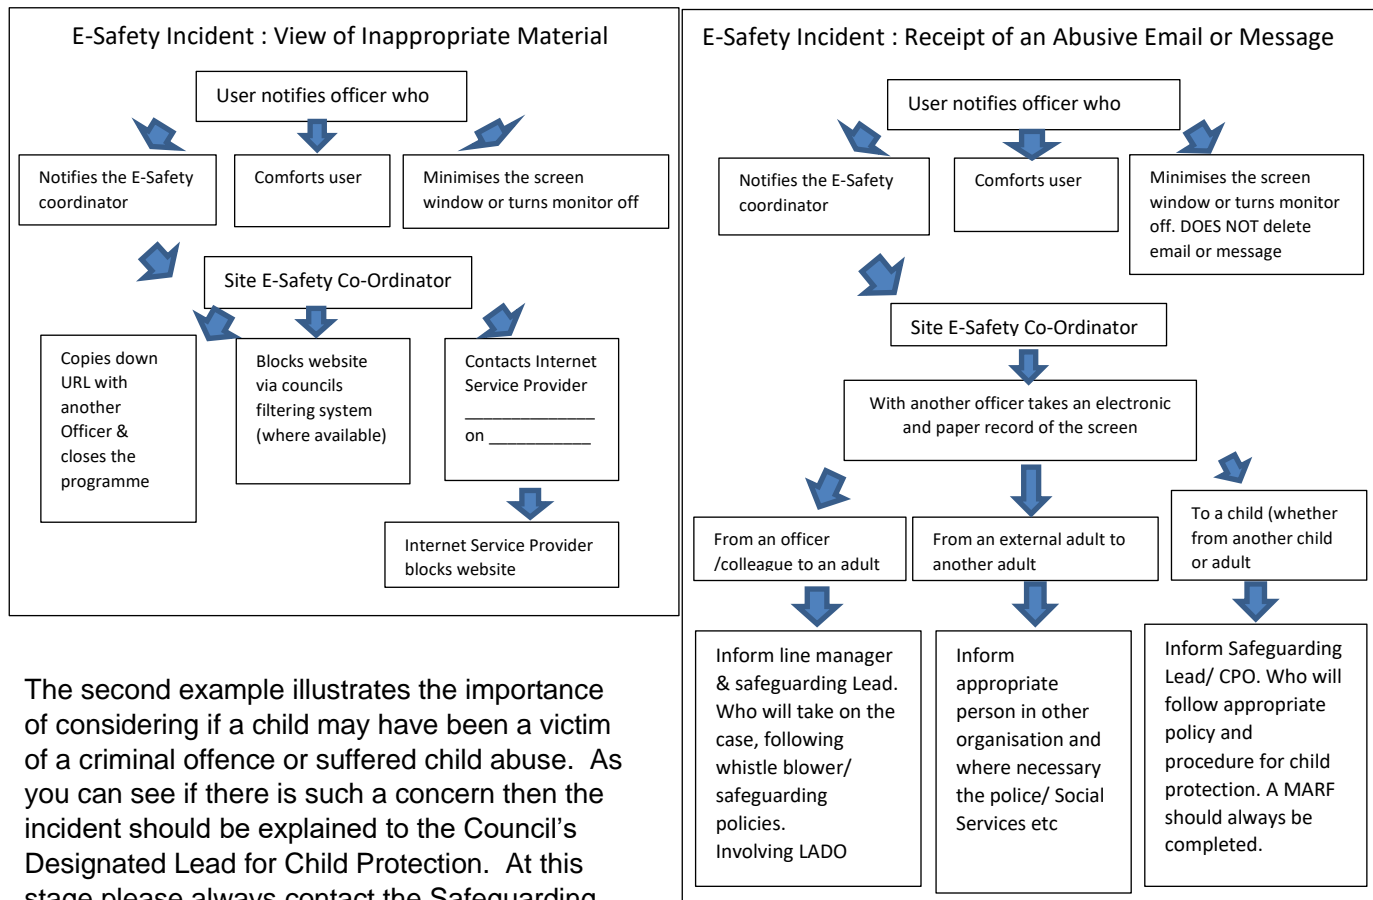 E-Safety Incident : View of Inappropriate Material
User notifies officer who
Notifies the E-Safety
coordinator
Comforts user
Minimises the screen
window or turns monitor off
Site E-Safety Co-Ordinator
Copies down
URL with
another
Officer &
closes the
programme
Blocks website
via councils
filtering system
(where available)
Contacts Internet
Service Provider
______________
on ___________
Internet Service Provider
blocks website
The second example illustrates the importance
of considering if a child may have been a victim
of a criminal offence or suffered child abuse. As
you can see if there is such a concern then the
incident should be explained to the Council's
Designated Lead for Child Protection. At this
stage please always contact the Safeguarding
E-Safety Incident : Receipt of an Abusive Email or Message
User notifies officer who
Notifies the E-Safety
coordinator
Comforts user
Minimises the screen
window or turns monitor
off. DOES NOT delete
email or message
Site E-Safety Co-Ordinator
With another officer takes an electronic
and paper record of the screen
From an officer
/colleague to an adult
From an external adult to
another adult
To a child (whether
from another child
or adult
Inform line manager
& safeguarding Lead.
Who will take on the
case, following
whistle blower/
safeguarding
policies.
Involving LADO
Inform
appropriate
person in other
organisation and
where necessary
the police/ Social
Services etc
Inform Safeguarding
Lead/ CPO. Who will
follow appropriate
policy and
procedure for child
protection. A MARF
should always be
completed.